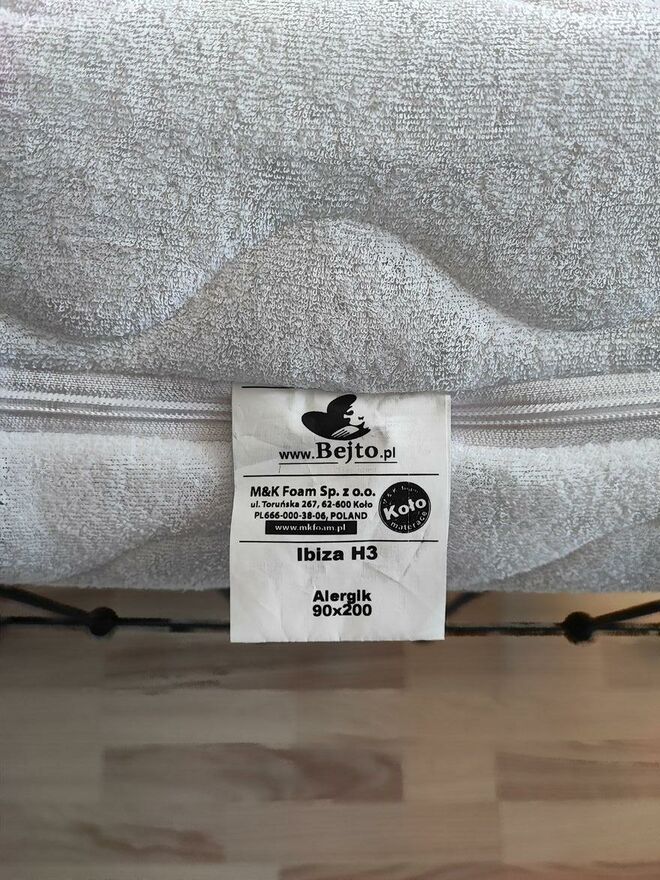 www.Bejto.pl
M&K Foam Sp. z o.o.
ul. Toruńska 267, 62-600 Koło
PL666-000-38-06, POLAND
www.mkfoam.pl
M&K foam
Koło
materace
Ibiza H3
Alergik
90x200